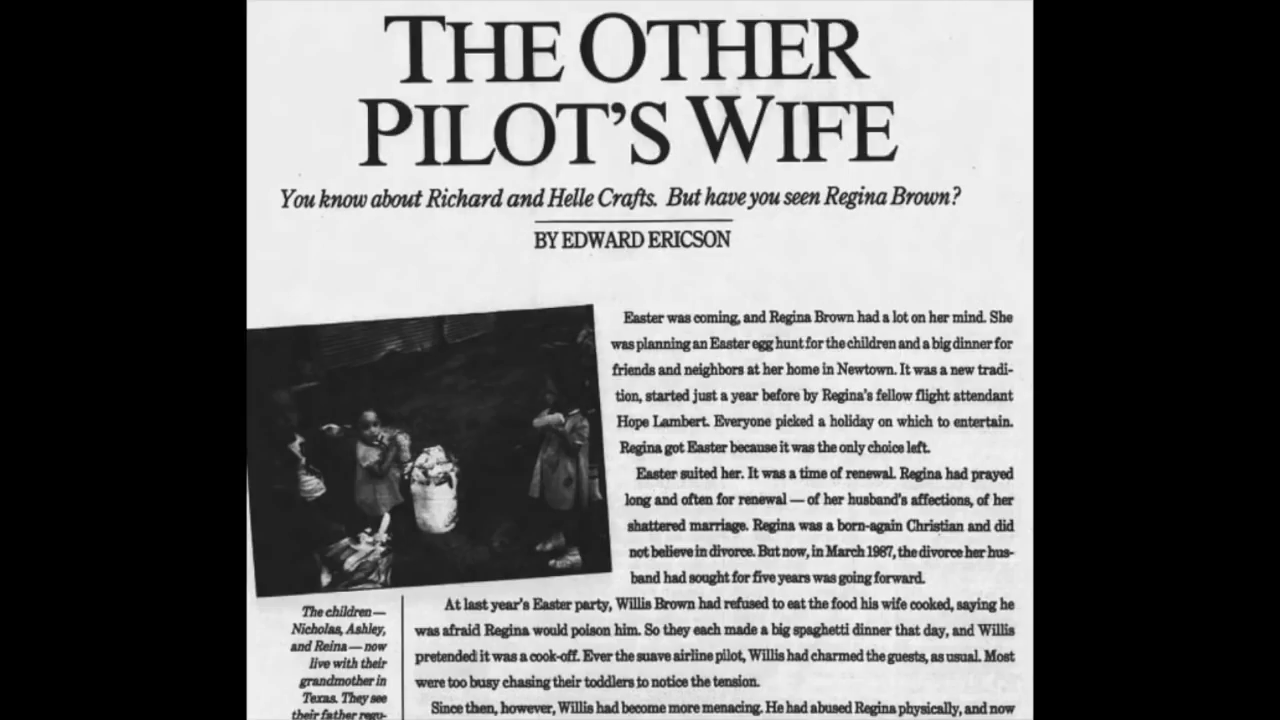 THE OTHER
PILOT'S WIFE
You know about Richard and Helle Crafts. But have you seen Regina Brown?
BY EDWARD ERICSON
Easter was coming, and Regina Brown had a lot on her mind. She
was planning an Easter egg hunt for the children and a big dinner for
friends and neighbors at her home in Newtown. It was a new tradi-
tion, started just a year before by Regina's fellow flight attendant
Hope Lambert. Everyone picked a holiday on which to entertain.
Regina got Easter because it was the only choice left.
Easter suited her. It was a time of renewal. Regina had prayed
long and often for renewal — of her husband's affections, of her
shattered marriage. Regina was a born-again Christian and did
not believe in divorce. But now, in March 1987, the divorce her hus-
band had sought for five years was going forward.
At last year's Easter party, Willis Brown had refused to eat the food his wife cooked, saying he
was afraid Regina would poison him. So they each made a big spaghetti dinner that day, and Willis
pretended it was a cook-off. Ever the suave airline pilot, Willis had charmed the guests, as usual. Most
were too busy chasing their toddlers to notice the tension.
Since then, however, Willis had become more menacing. He had abused Regina physically, and now
The children—
Nicholas, Ashley,
and Reina—now
live with their
grandmother in
Texas. They see
their father regu-